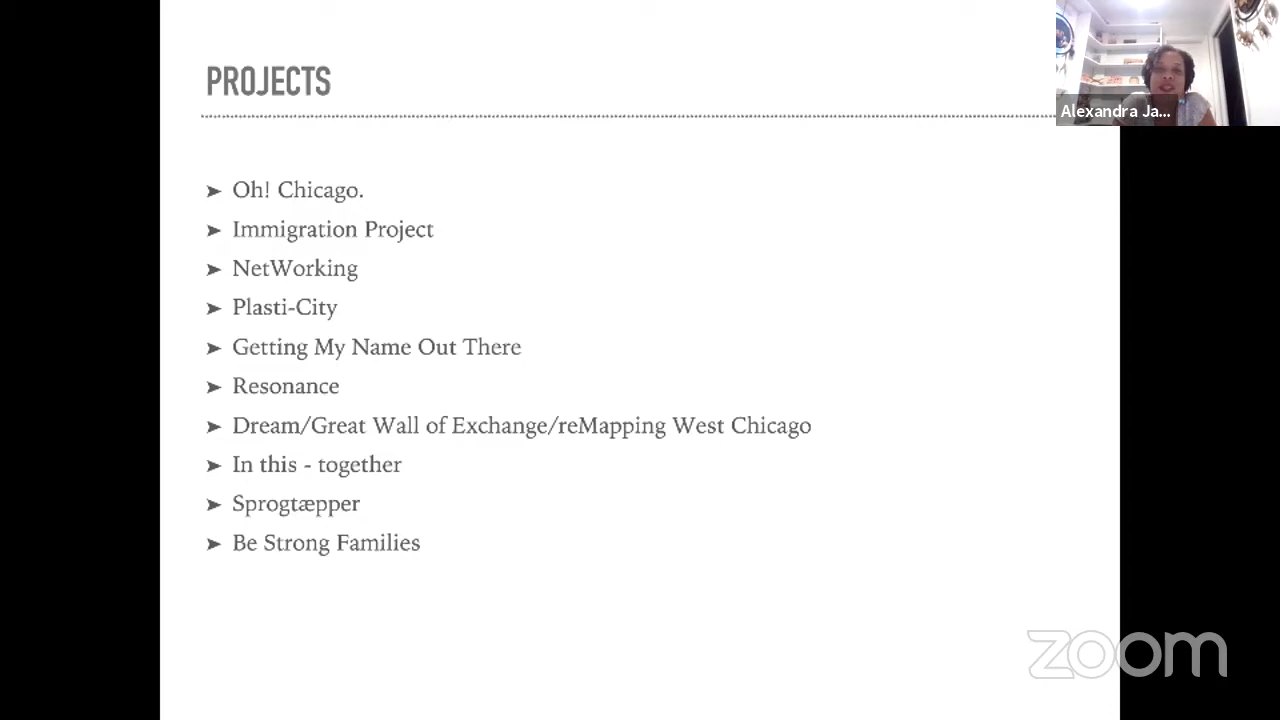 PROJECTS
Alexandra Ja...
➤ Oh! Chicago.
➤ Immigration Project
➤ NetWorking
➤ Plasti-City
➤ Getting My Name Out There
➤ Resonance
➤ Dream/Great Wall of Exchange/reMapping West Chicago
➤ In this - together
➤ Sprogtæpper
➤ Be Strong Families
zoom